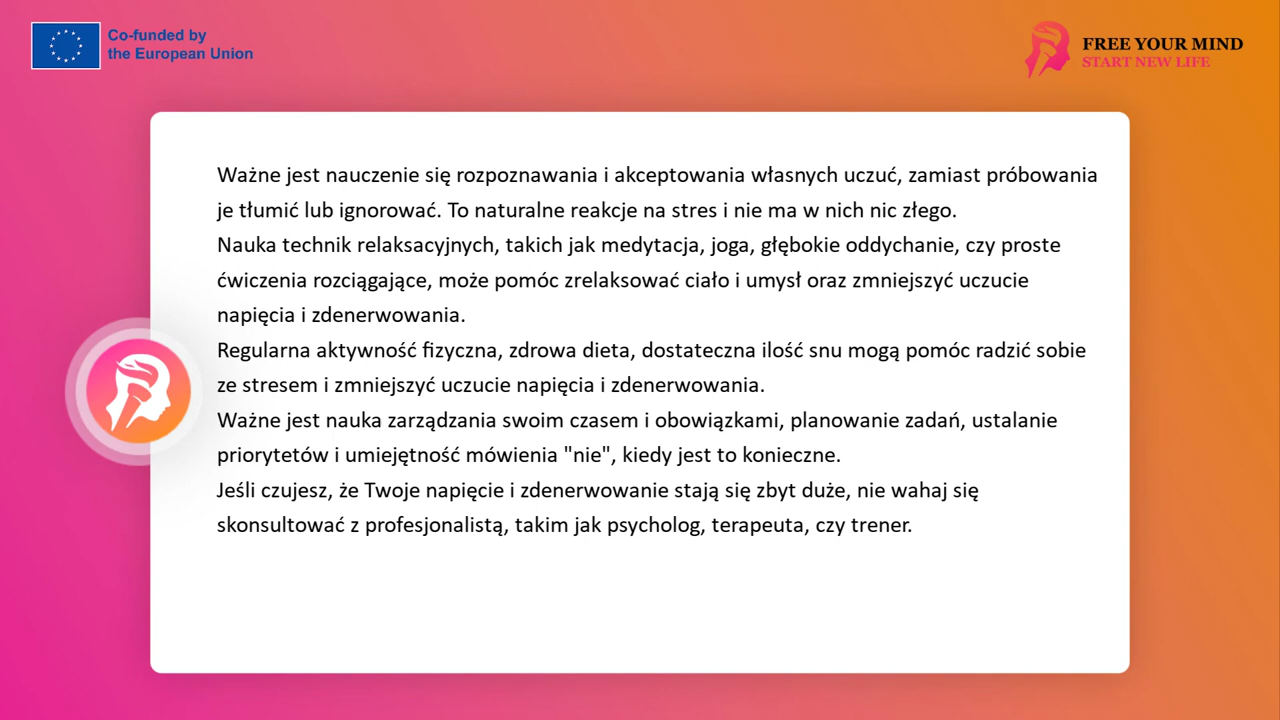 Co-funded by
the European Union
FREE YOUR MIND
START NEW LIFE
Ważne jest nauczenie się rozpoznawania i akceptowania własnych uczuć, zamiast próbowania
je tłumić lub ignorować. To naturalne reakcje na stres i nie ma w nich nic złego.
Nauka technik relaksacyjnych, takich jak medytacja, joga, głębokie oddychanie, czy proste
ćwiczenia rozciągające, może pomóc zrelaksować ciało i umysł oraz zmniejszyć uczucie
napięcia i zdenerwowania.
Regularna aktywność fizyczna, zdrowa dieta, dostateczna ilość snu mogą pomóc radzić sobie
ze stresem i zmniejszyć uczucie napięcia i zdenerwowania.
Ważne jest nauka zarządzania swoim czasem i obowiązkami, planowanie zadań, ustalanie
priorytetów i umiejętność mówienia "nie", kiedy jest to konieczne.
Jeśli czujesz, że Twoje napięcie i zdenerwowanie stają się zbyt duże, nie wahaj się
skonsultować z profesjonalistą, takim jak psycholog, terapeuta, czy trener.